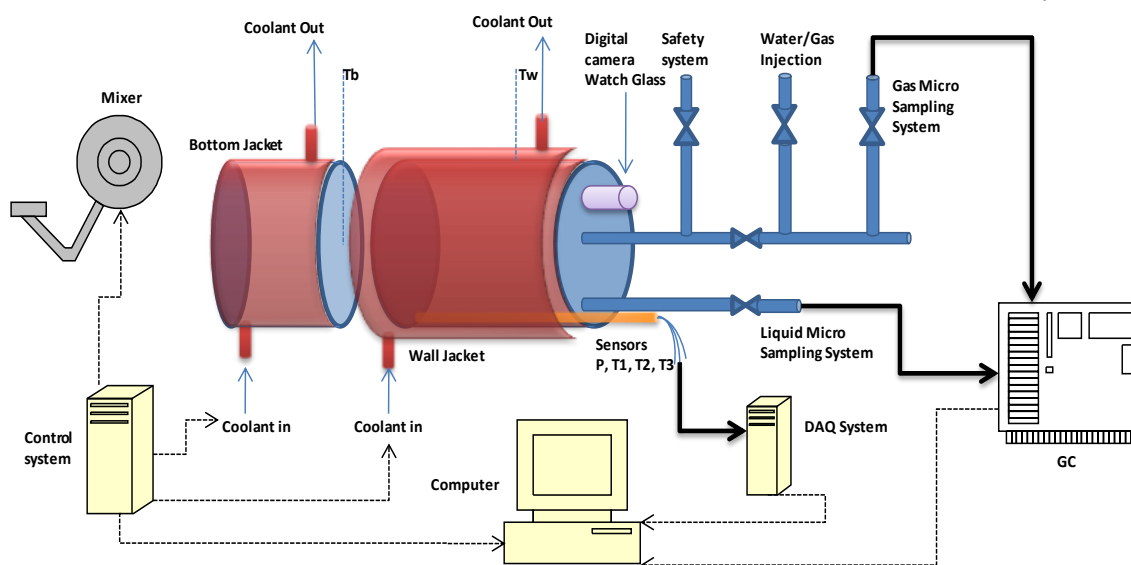 Coolant Out
Coolant Out
Digital
camera
Watch Glass
Safety
system
Water/Gas
Injection
Gas Micro
Sampling
System
Tb
Tw
Mixer
Bottom Jacket
Wall Jacket
Sensors
P, T1, T2, T3
Liquid Micro
Sampling System
Control
system
Coolant in
Coolant in
DAQ System
GC
Computer